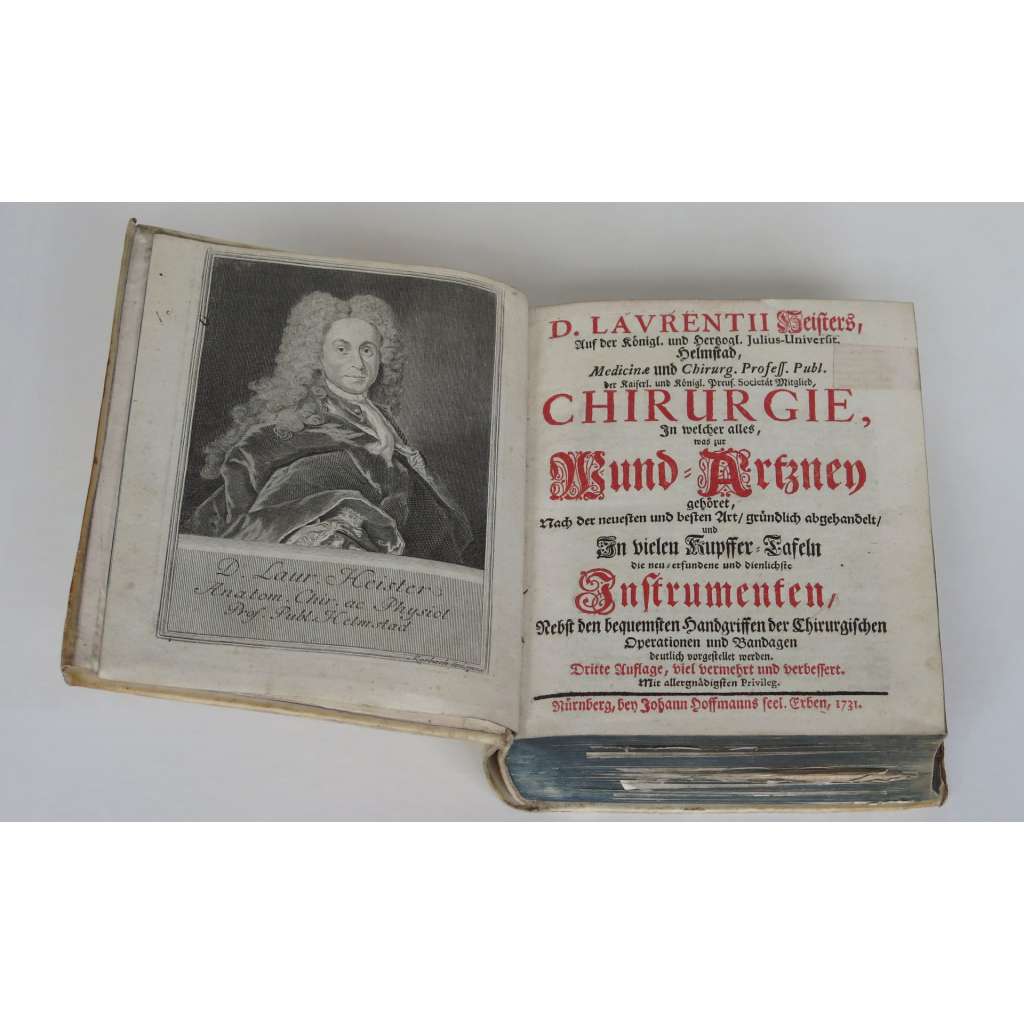 D. Laur. Heister
Anatom. Chir. ac Physiol
Prof. Publ. Helmstad
D. LAVRENTII Heisters,
Auf der Königl. und Hertzogl. Julius-Universit.
Helmstad,
Medicinæ und Chirurg. Profess. Publ.
der Kaiserl. und Königl. Preus. Societät Mitglied,
CHIRURGIE,
In welcher alles,
was zur
Wund-Artzney
gehöret,
Nach der neuesten und besten Art/ gründlich abgehandelt/
und
In vielen Kupffer-Tafeln
die neu-erfundene und dienlichste
Instrumenten/
Nebst den bequemsten Handgriffen der Chirurgischen
Operationen und Bandagen
deutlich vorgestellet werden.
Dritte Auflage, viel vermehrt und verbessert.
Mit allergnädigsten Privileg.
Nürnberg, bey Johann Hoffmanns seel. Erben, 1731.